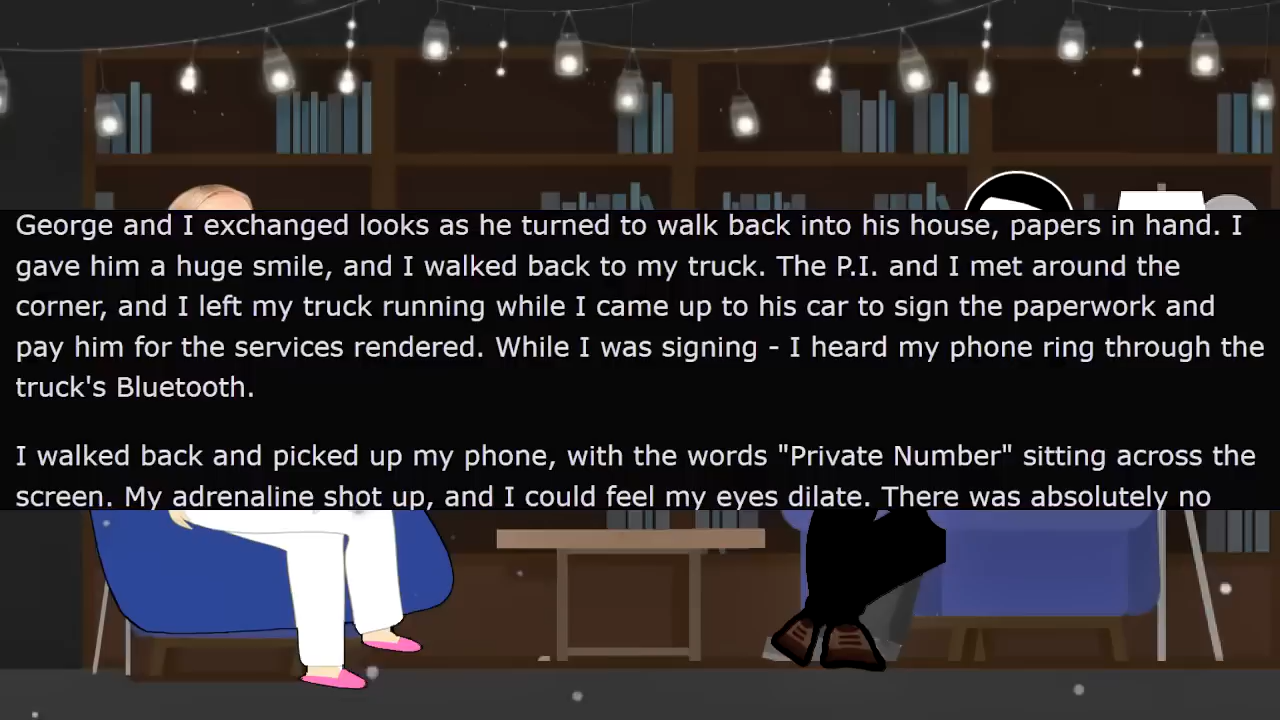 George and I exchanged looks as he turned to walk back into his house, papers in hand. I
gave him a huge smile, and I walked back to my truck. The P.I. and I met around the
corner, and I left my truck running while I came up to his car to sign the paperwork and
pay him for the services rendered. While I was signing - I heard my phone ring through the
truck's Bluetooth.
I walked back and picked up my phone, with the words "Private Number" sitting across the
screen. My adrenaline shot up, and I could feel my eyes dilate. There was absolutely no